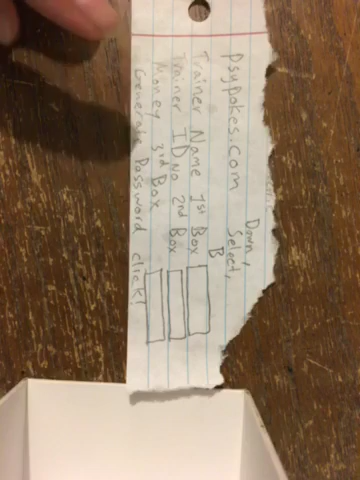 Down,
Select,
B
Psypokes.com
Trainer Name 1st Box
Trainer ID No 2nd Box
Money 3rd Box
Generate Password click!